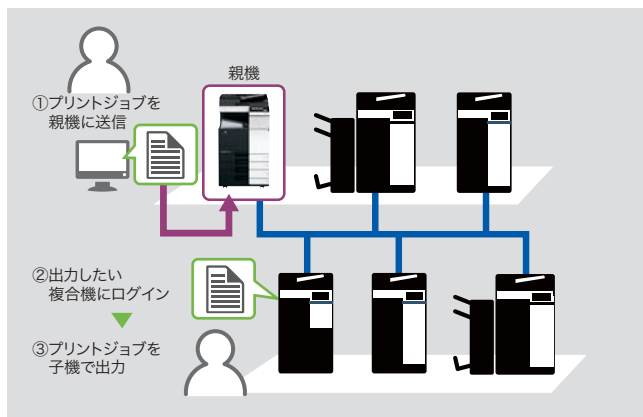 親機
①プリントジョブを
親機に送信
②出力したい
複合機にログイン
③プリントジョブを
子機で出力